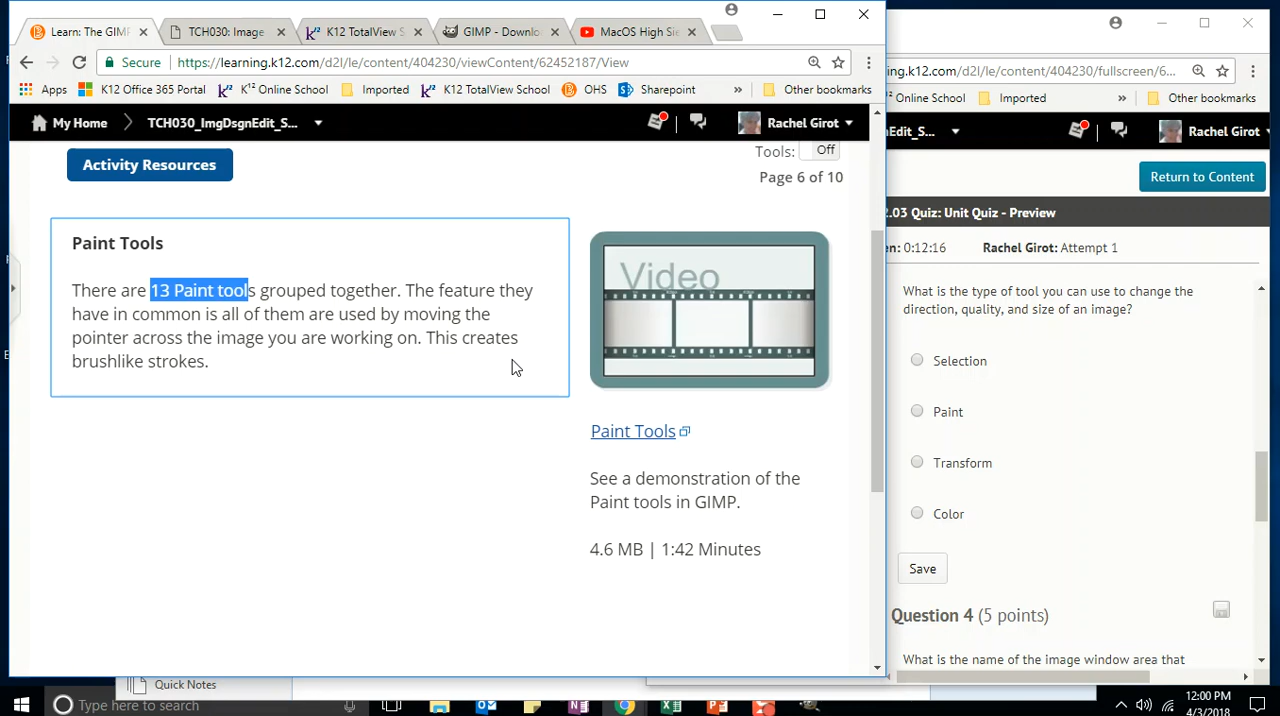 Learn: The GIM
TCH030: Image
K12 TotalView S
GIMP - Downlo
MacOS High Sie
Secure https://learning.k12.com/d2l/le/content/404230/viewContent/62452187/View
Apps K12 Office 365 Portal K¹² Online School Imported K12 TotalView School OHS Sharepoint » Other bookmarks
My Home TCH030_ImgDsgnEdit_S... Rachel Girot
Activity Resources
Tools: Off
Page 6 of 10
Paint Tools
There are 13 Paint tools grouped together. The feature they
have in common is all of them are used by moving the
pointer across the image you are working on. This creates
brushlike strokes.
Video
Paint Tools
See a demonstration of the
Paint tools in GIMP.
4.6 MB | 1:42 Minutes
ng.k12.com/d2l/le/content/404230/fullscreen/6...
Online School Imported » Other bookmarks
nEdit_S... Rachel Girot
Return to Content
2.03 Quiz: Unit Quiz - Preview
en: 0:12:16 Rachel Girot: Attempt 1
What is the type of tool you can use to change the
direction, quality, and size of an image?
Selection
Paint
Transform
Color
Save
Question 4 (5 points)
What is the name of the image window area that
Quick Notes
Type here to search
12:00 PM
4/3/2018